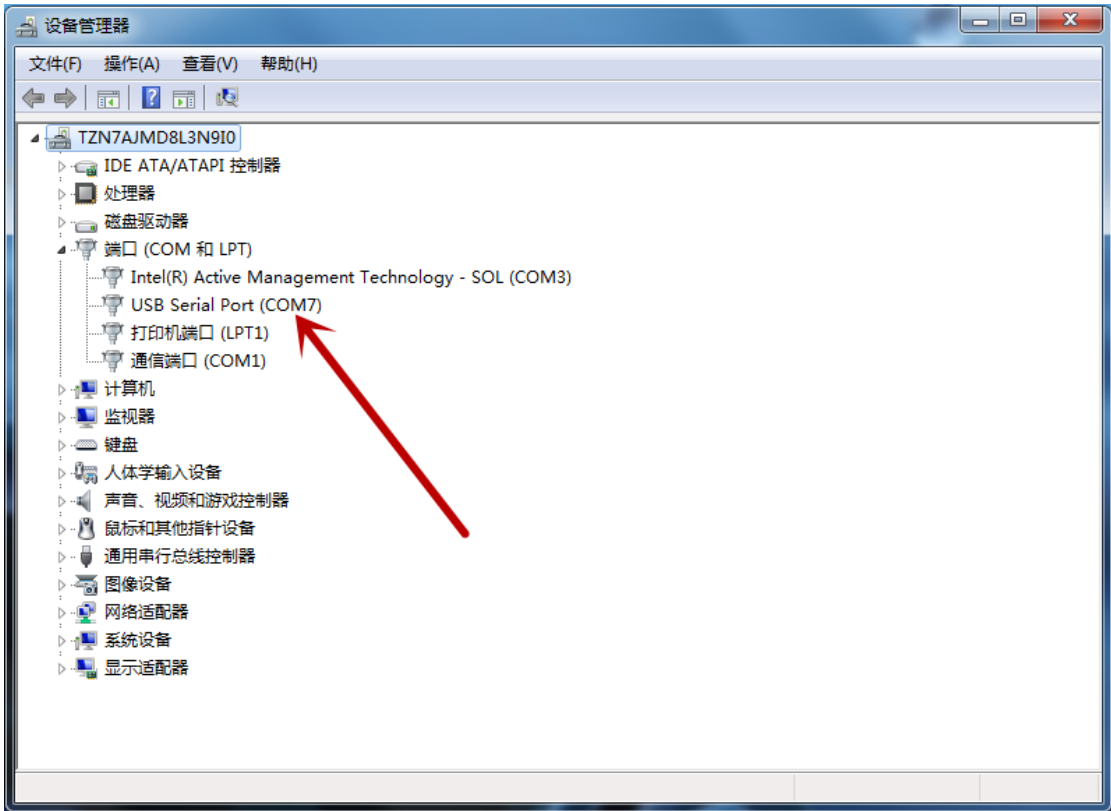 设备管理器
文件(F) 操作(A) 查看(V) 帮助(H)
TZN7AJMD8L3N9I0
IDE ATA/ATAPI 控制器
处理器
磁盘驱动器
端口 (COM 和 LPT)
Intel(R) Active Management Technology - SOL (COM3)
USB Serial Port (COM7)
打印机端口 (LPT1)
通信端口 (COM1)
计算机
监视器
键盘
人体学输入设备
声音、视频和游戏控制器
鼠标和其他指针设备
通用串行总线控制器
图像设备
网络适配器
系统设备
显示适配器